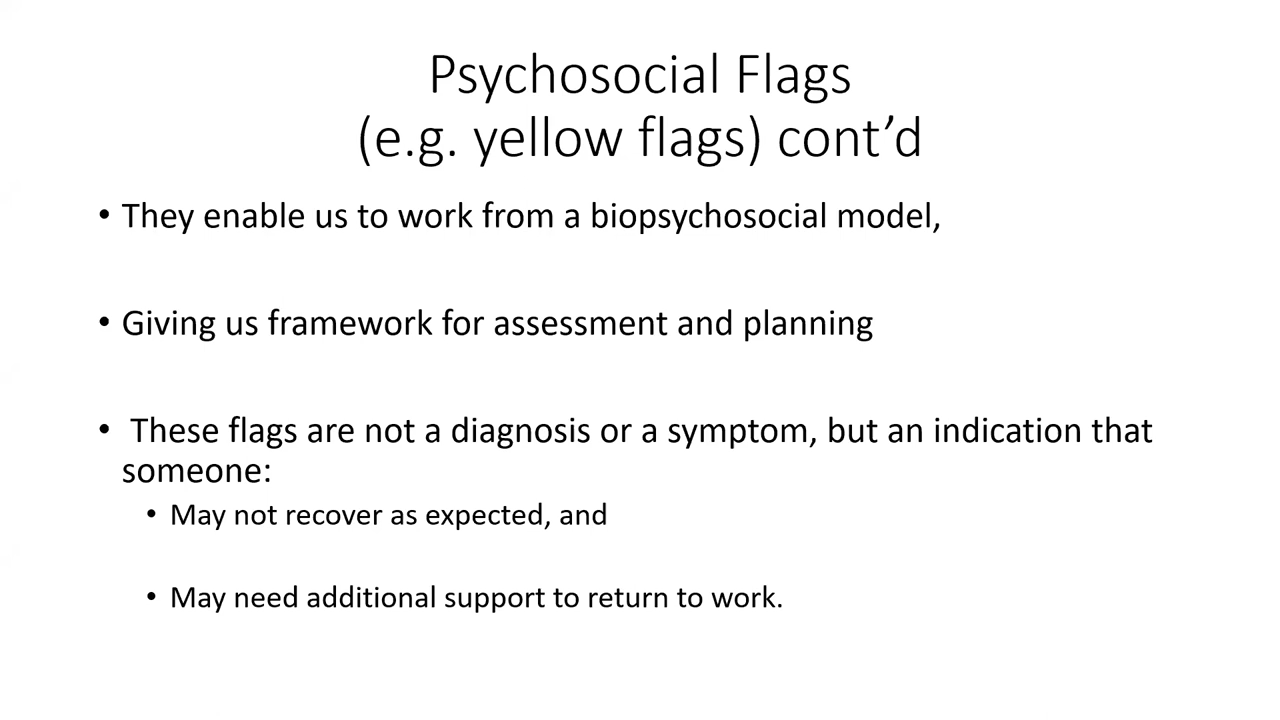 Psychosocial Flags
(e.g. yellow flags) cont’d
• They enable us to work from a biopsychosocial model,
• Giving us framework for assessment and planning
• These flags are not a diagnosis or a symptom, but an indication that
someone:
• May not recover as expected, and
• May need additional support to return to work.